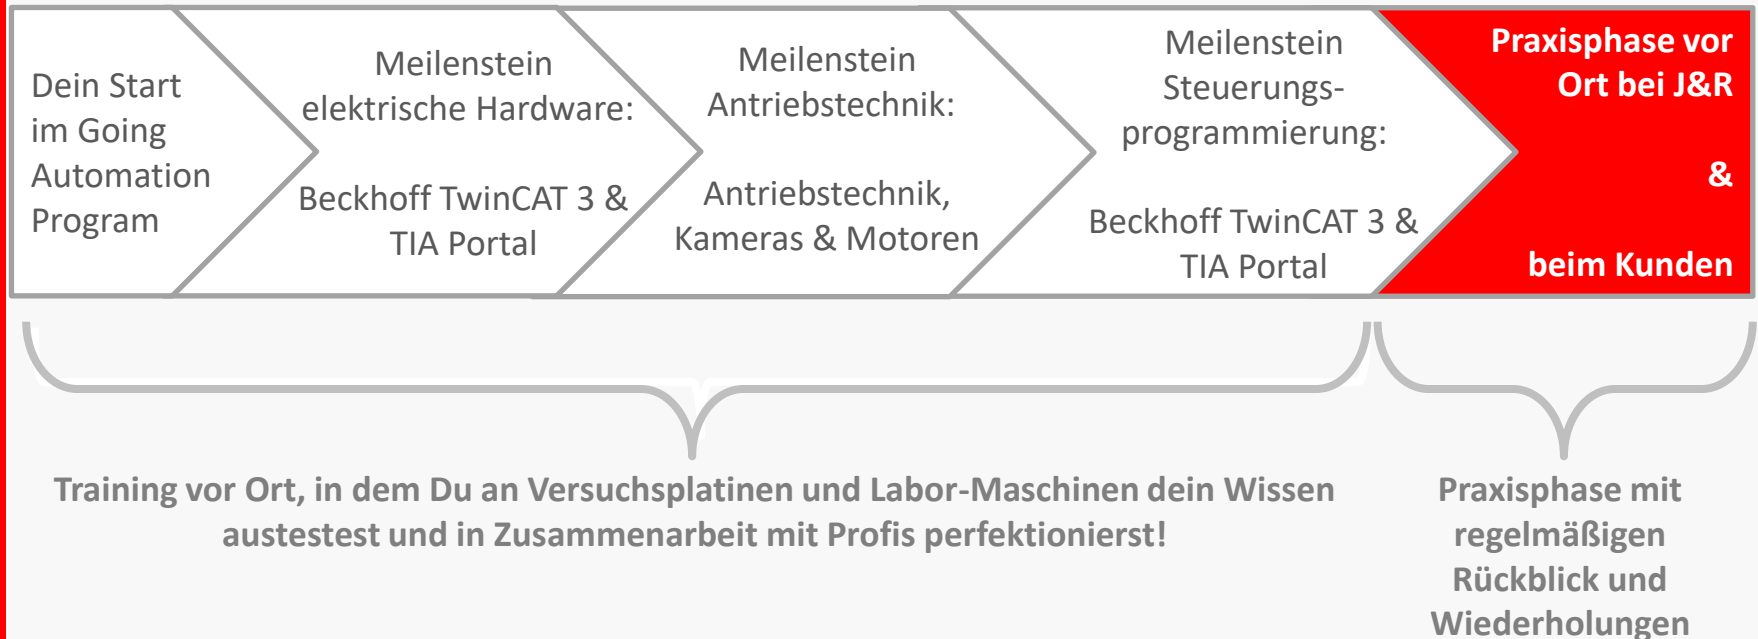 Dein Start
im Going
Automation
Program
Meilenstein
elektrische Hardware:
Beckhoff TwinCAT 3 &
TIA Portal
Meilenstein
Antriebstechnik:
Antriebstechnik,
Kameras & Motoren
Meilenstein
Steuerungs-
programmierung:
Beckhoff TwinCAT 3 &
TIA Portal
Praxisphase vor
Ort bei J&R
&
beim Kunden
Training vor Ort, in dem Du an Versuchsplatinen und Labor-Maschinen dein Wissen
austestest und in Zusammenarbeit mit Profis perfektionierst!
Praxisphase mit
regelmäßigen
Rückblick und
Wiederholungen